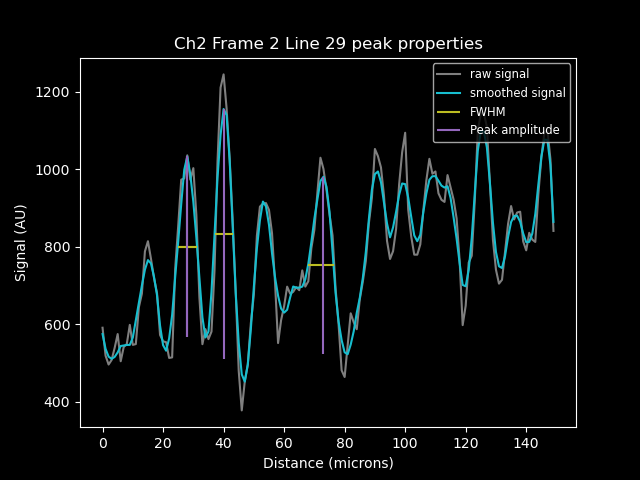 Ch2 Frame 2 Line 29 peak properties
raw signal
smoothed signal
FWHM
Peak amplitude
Signal (AU)
1200
1000
800
600
400
0 20 40 60 80 100 120 140
Distance (microns)